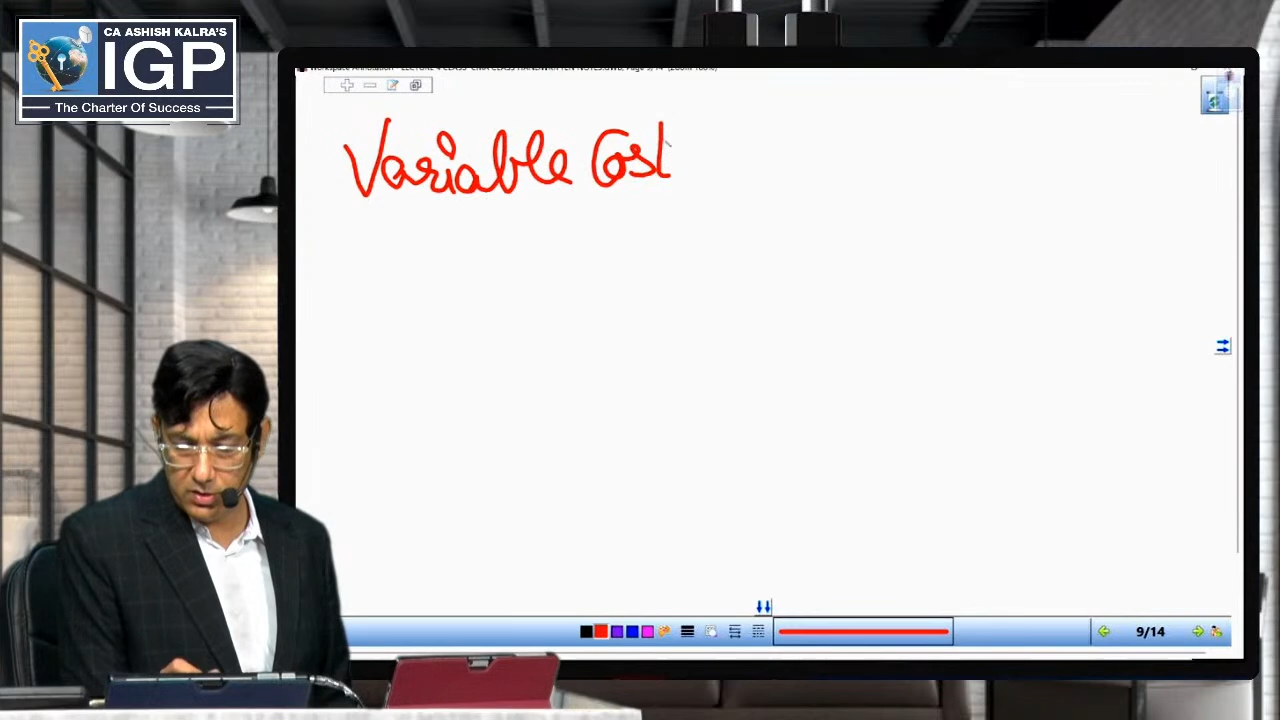 CA ASHISH KALRA'S
IGP
The Charter Of Success
Variable Cost
9/14